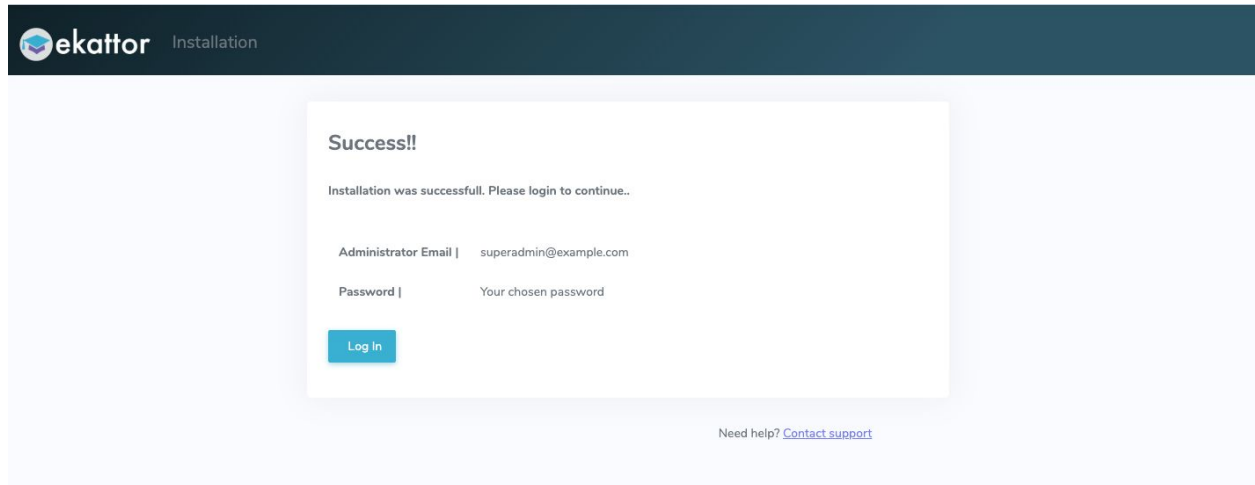 ekattor Installation
Success!!
Installation was successfull. Please login to continue..
Administrator Email | superadmin@example.com
Password | Your chosen password
Log In
Need help? Contact support